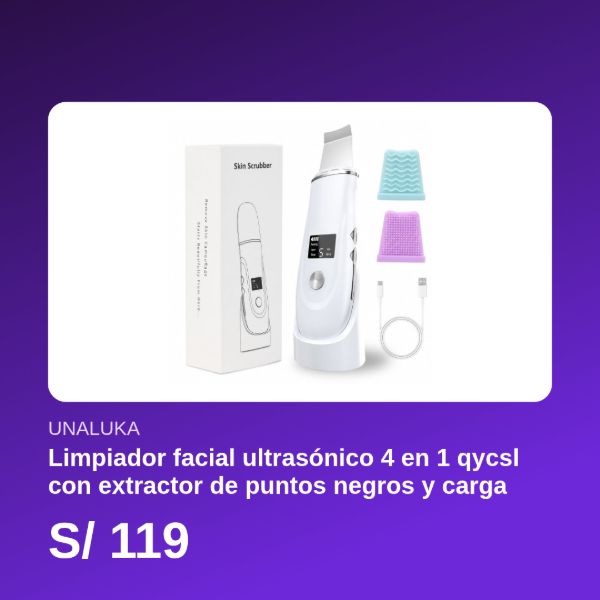 Skin Scrubber
UNALUKA
Limpiador facial ultrasónico 4 en 1 qycsl
con extractor de puntos negros y carga
S/ 119